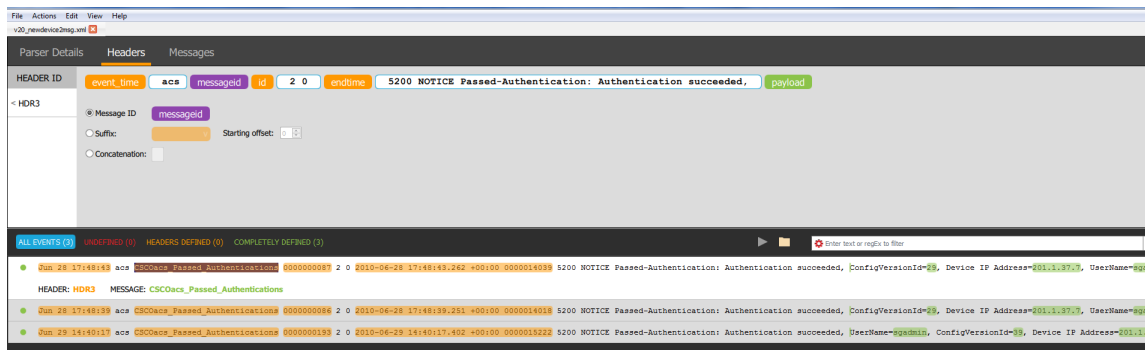 File Actions Edit View Help
v20_newdevice2msg.xml
Parser Details Headers Messages
HEADER ID event_time acs messageid id 2 0 endtime 5200 NOTICE Passed-Authentication: Authentication succeeded, payload
< HDR3
Message ID messageid
Suffix: Starting offset: 0
Concatenation:
ALL EVENTS (3) UNDEFINED (0) HEADERS DEFINED (0) COMPLETELY DEFINED (3) Enter text or regEx to filter
Jun 28 17:48:43 acs CSCOacs_Passed_Authentications 0000000087 2 0 2010-06-28 17:48:43.262 +00:00 0000014039 5200 NOTICE Passed-Authentication: Authentication succeeded, ConfigVersionId=29, Device IP Address=201.1.37.7, UserName=sga
HEADER: HDR3 MESSAGE: CSCOacs_Passed_Authentications
Jun 28 17:48:39 acs CSCOacs_Passed_Authentications 0000000086 2 0 2010-06-28 17:48:39.251 +00:00 0000014018 5200 NOTICE Passed-Authentication: Authentication succeeded, ConfigVersionId=29, Device IP Address=201.1.37.7, UserName=sga
Jun 29 14:40:17 acs CSCOacs_Passed_Authentications 0000000193 2 0 2010-06-29 14:40:17.402 +00:00 0000015222 5200 NOTICE Passed-Authentication: Authentication succeeded, UserName=sgadmin, ConfigVersionId=39, Device IP Address=201.1.